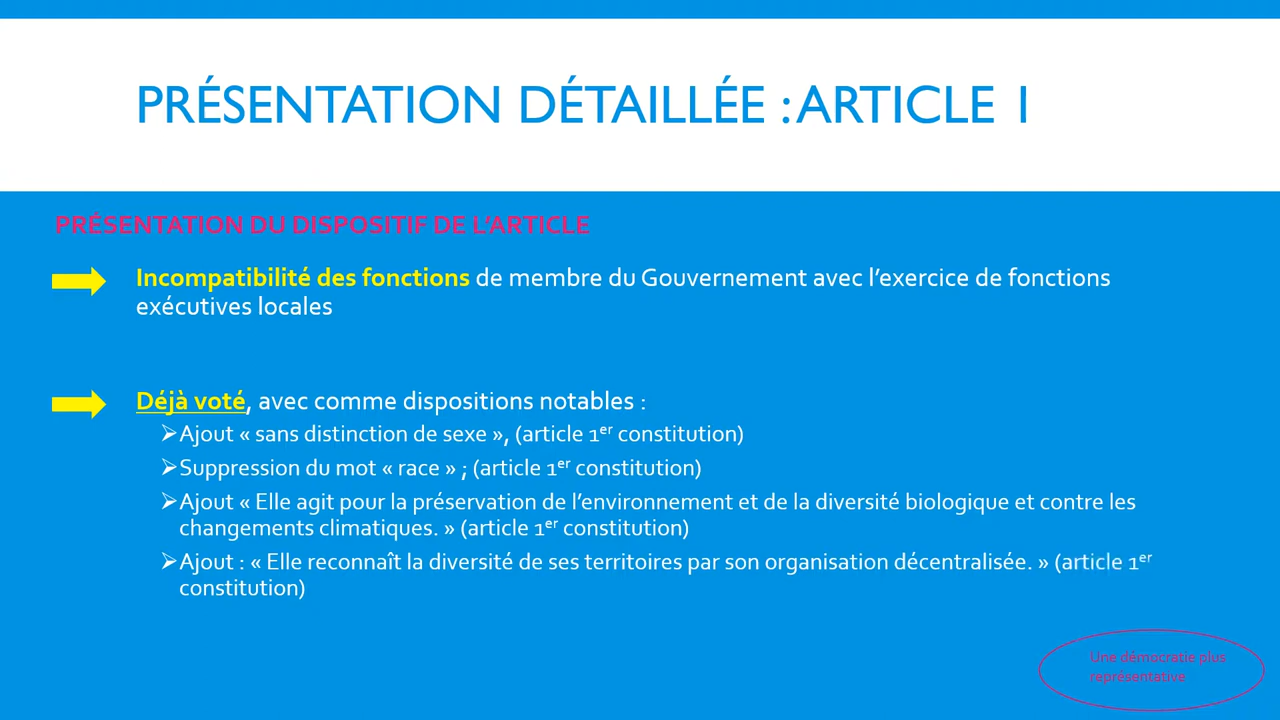 PRÉSENTATION DÉTAILLÉE : ARTICLE 1
PRÉSENTATION DU DISPOSITIF DE L'ARTICLE
Incompatibilité des fonctions de membre du Gouvernement avec l'exercice de fonctions
exécutives locales
Déjà voté, avec comme dispositions notables :
➢Ajout « sans distinction de sexe », (article 1er constitution)
➢Suppression du mot « race » ; (article 1er constitution)
➢Ajout « Elle agit pour la préservation de l'environnement et de la diversité biologique et contre les
changements climatiques. » (article 1er constitution)
➢Ajout : « Elle reconnaît la diversité de ses territoires par son organisation décentralisée. » (article 1er
constitution)
Une démocratie plus
représentative